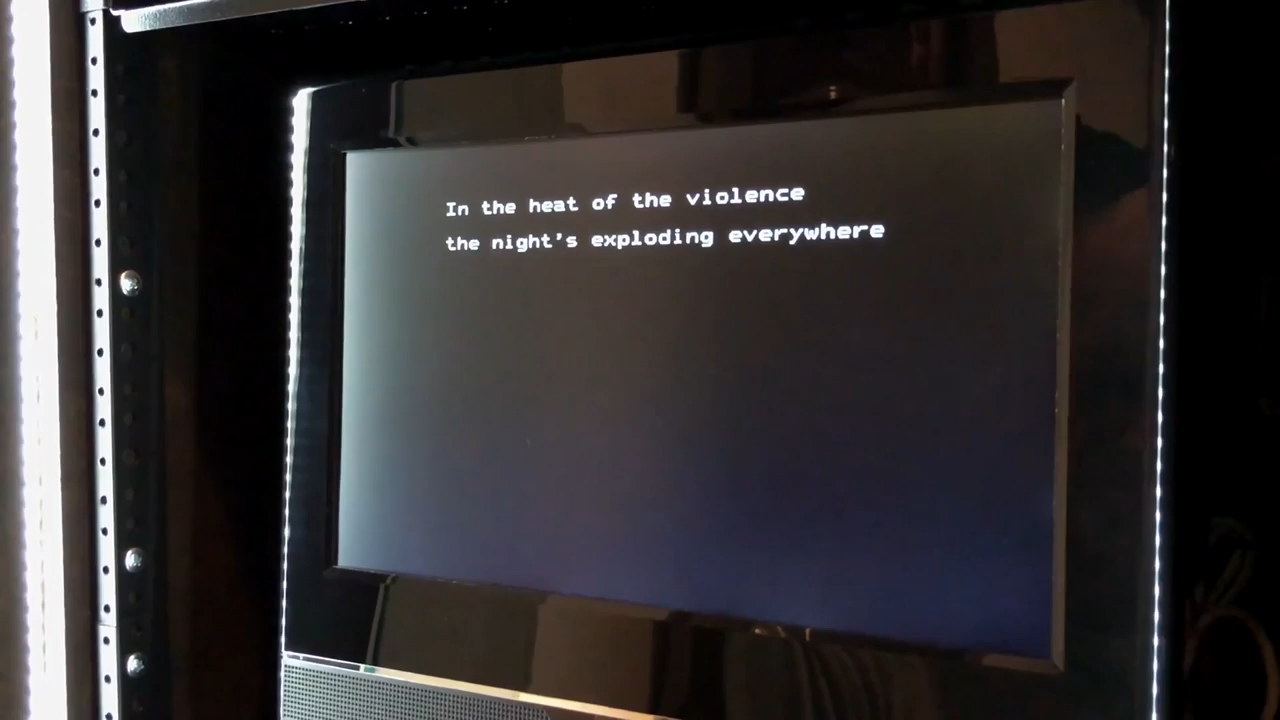 In the heat of the violence
the night's exploding everywhere